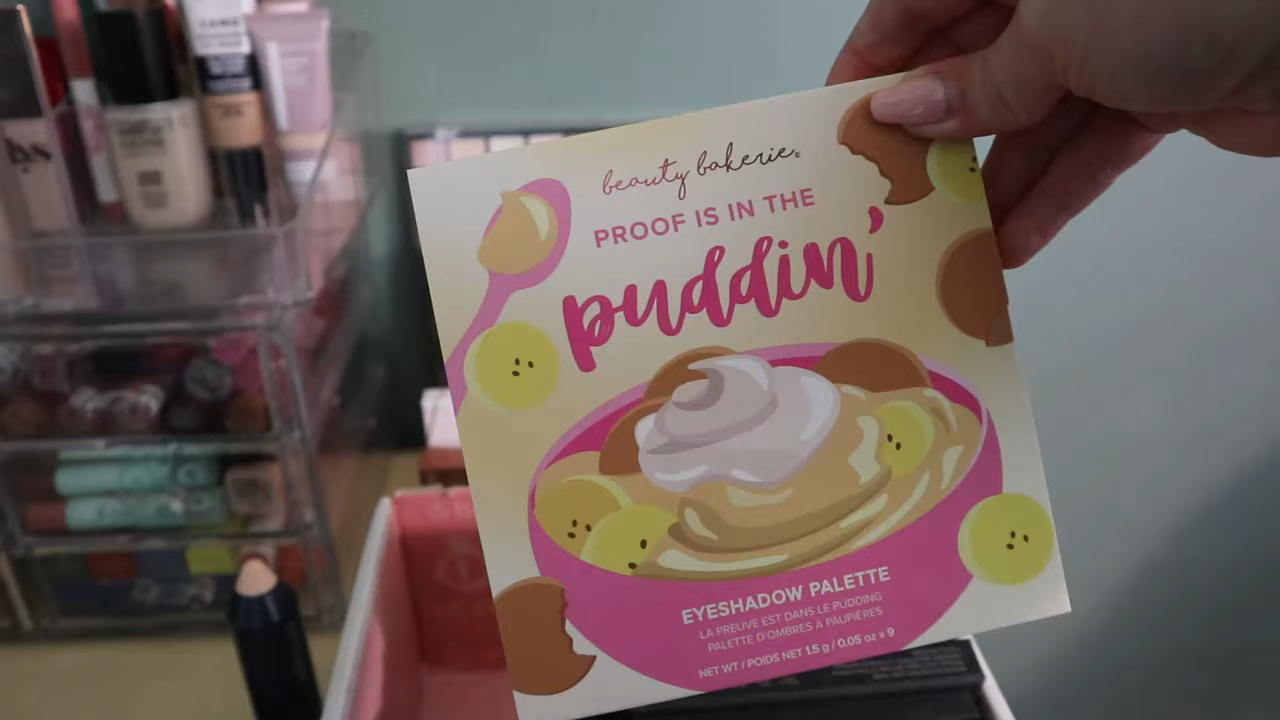 beauty bakerie
PROOF IS IN THE
puddin'
EYESHADOW PALETTE
LA PREUVE EST DANS LE PUDDING
PALETTE D'OMBRES À PAUPIÈRES
NET WT / POIDS NET 1.5 g / 0.05 oz x 9